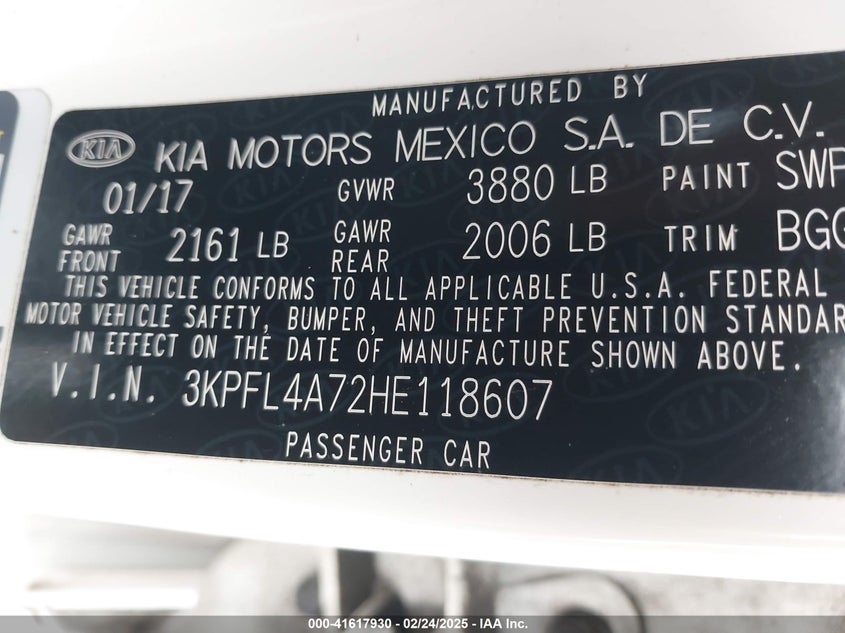 MANUFACTURED BY
KIA KIA MOTORS MEXICO S.A. DE C.V.
01/17 GVWR 3880 LB PAINT SWP
GAWR FRONT 2161 LB GAWR REAR 2006 LB TRIM BGG
THIS VEHICLE CONFORMS TO ALL APPLICABLE U.S.A. FEDERAL
MOTOR VEHICLE SAFETY, BUMPER, AND THEFT PREVENTION STANDAR
IN EFFECT ON THE DATE OF MANUFACTURE SHOWN ABOVE.
V.I.N. 3KPFL4A72HE118607
PASSENGER CAR
000-41617930 - 02/24/2025 - © IAA Inc.